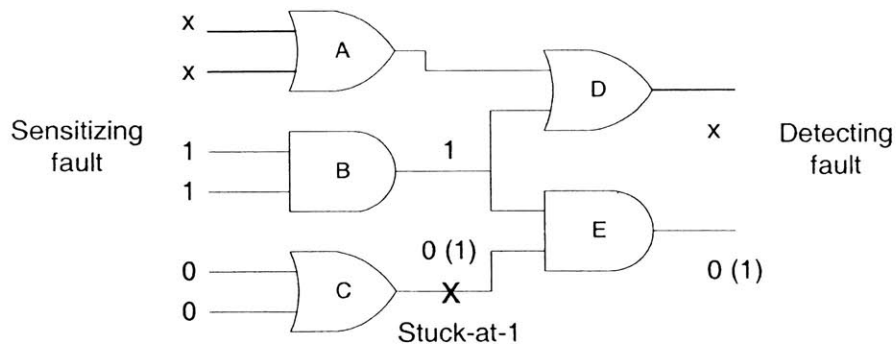 x
A
x
D
Sensitizing
fault
x
Detecting
fault
1
B
1
1
E
0 (1)
0 (1)
0
C
X
0
Stuck-at-1